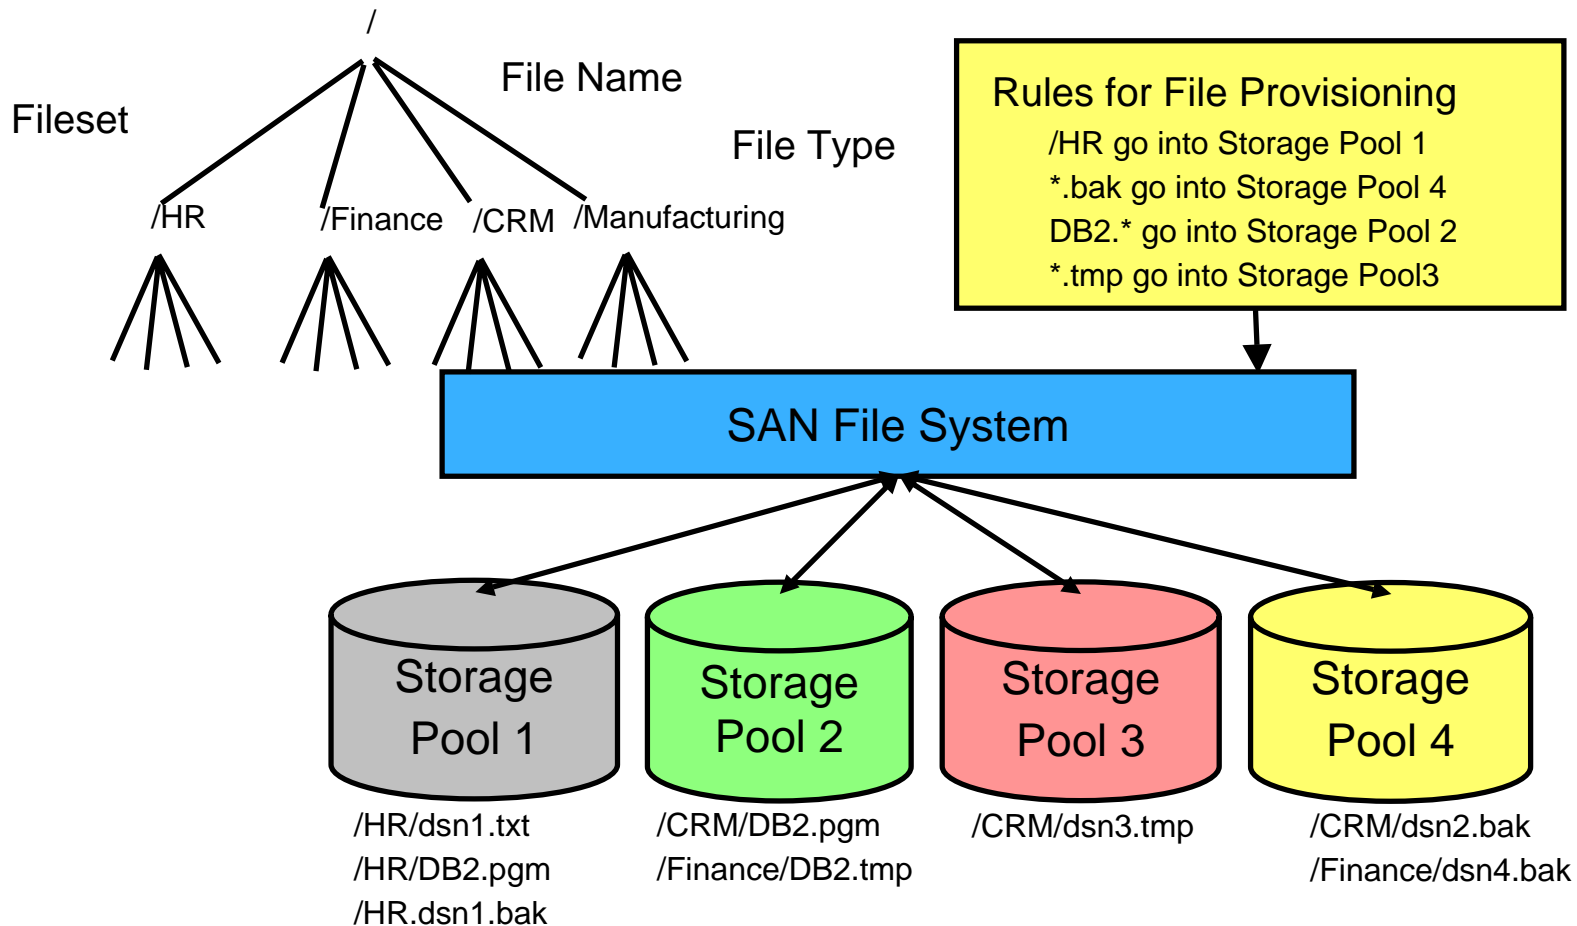 /
File Name
Fileset
File Type
/HR
/Finance
/CRM
/Manufacturing
Rules for File Provisioning
/HR go into Storage Pool 1
*.bak go into Storage Pool 4
DB2.* go into Storage Pool 2
*.tmp go into Storage Pool3
SAN File System
Storage
Pool 1
Storage
Pool 2
Storage
Pool 3
Storage
Pool 4
/HR/dsn1.txt
/HR/DB2.pgm
/HR.dsn1.bak
/CRM/DB2.pgm
/Finance/DB2.tmp
/CRM/dsn3.tmp
/CRM/dsn2.bak
/Finance/dsn4.bak